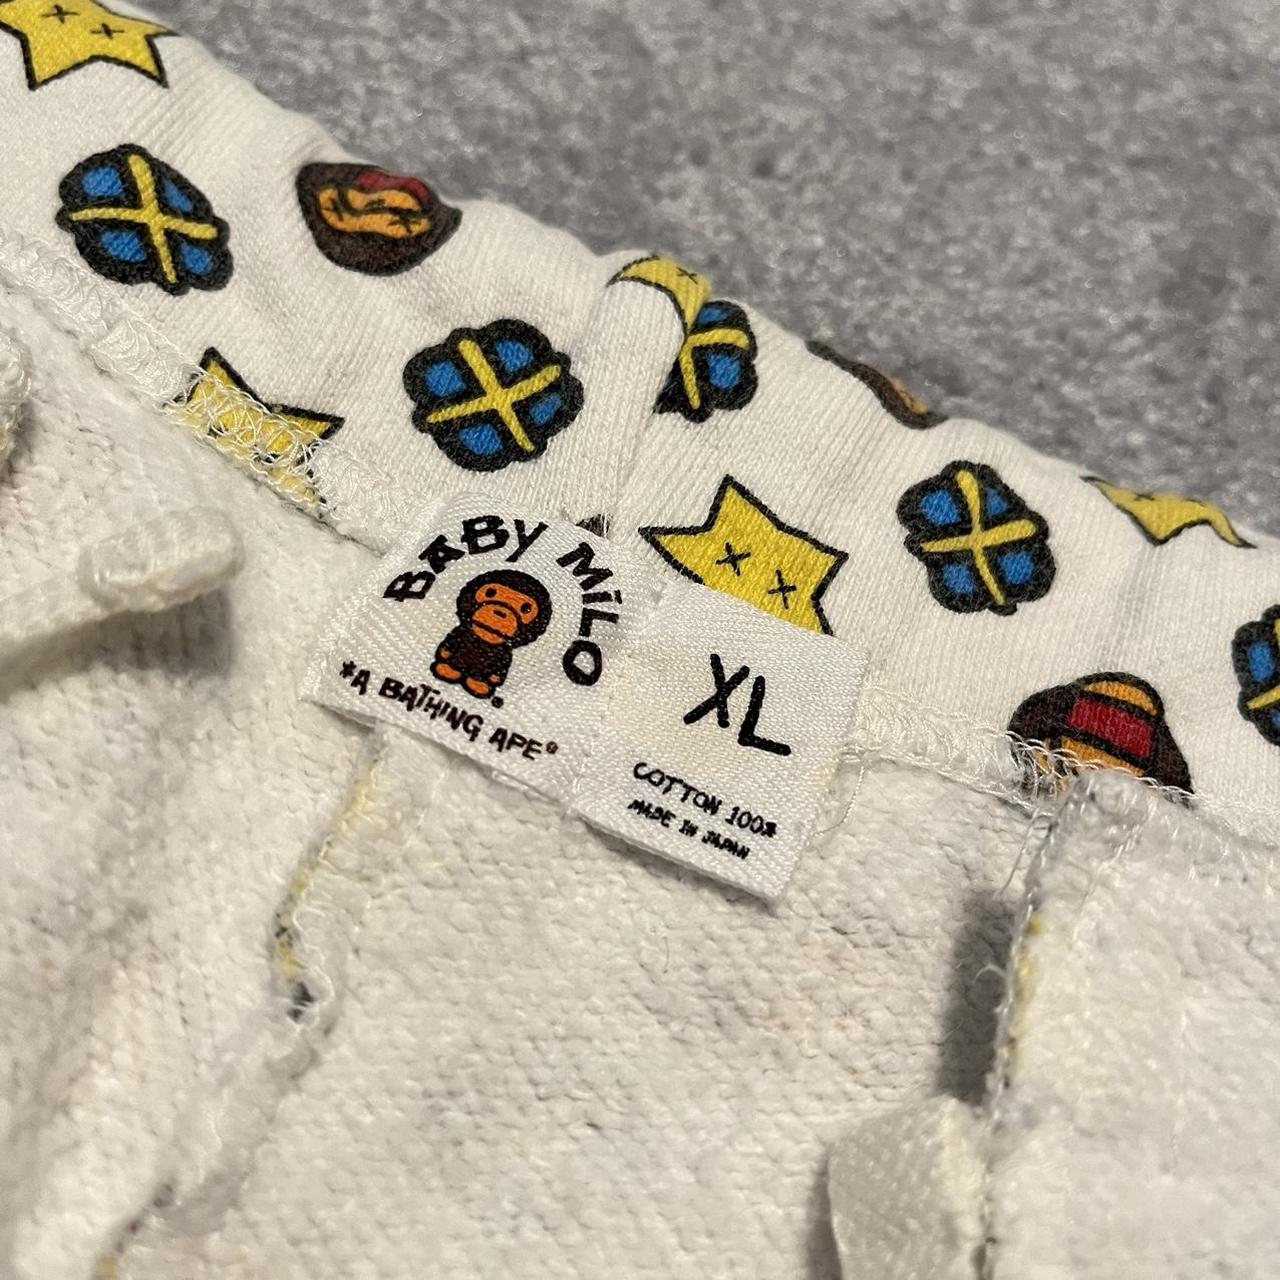 BABY MILO
*A BATHING APE®
XL
COTTON 100%
MADE IN JAPAN